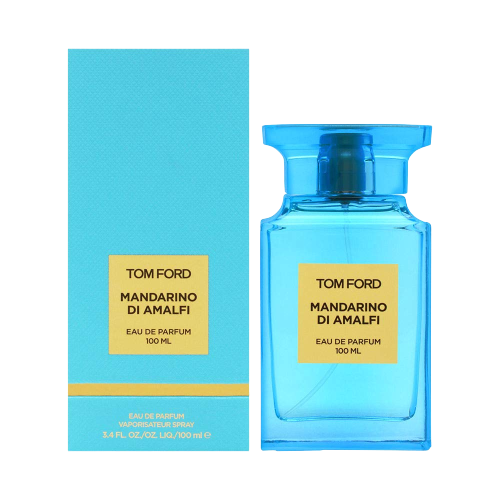 TOM FORD
MANDARINO
DI AMALFI
EAU DE PARFUM
100 ML
EAU DE PARFUM
VAPORISATEUR SPRAY
3.4 FL. OZ./OZ. LIQ./100 ml ℮
TOM FORD
MANDARINO
DI AMALFI
EAU DE PARFUM
100 ML